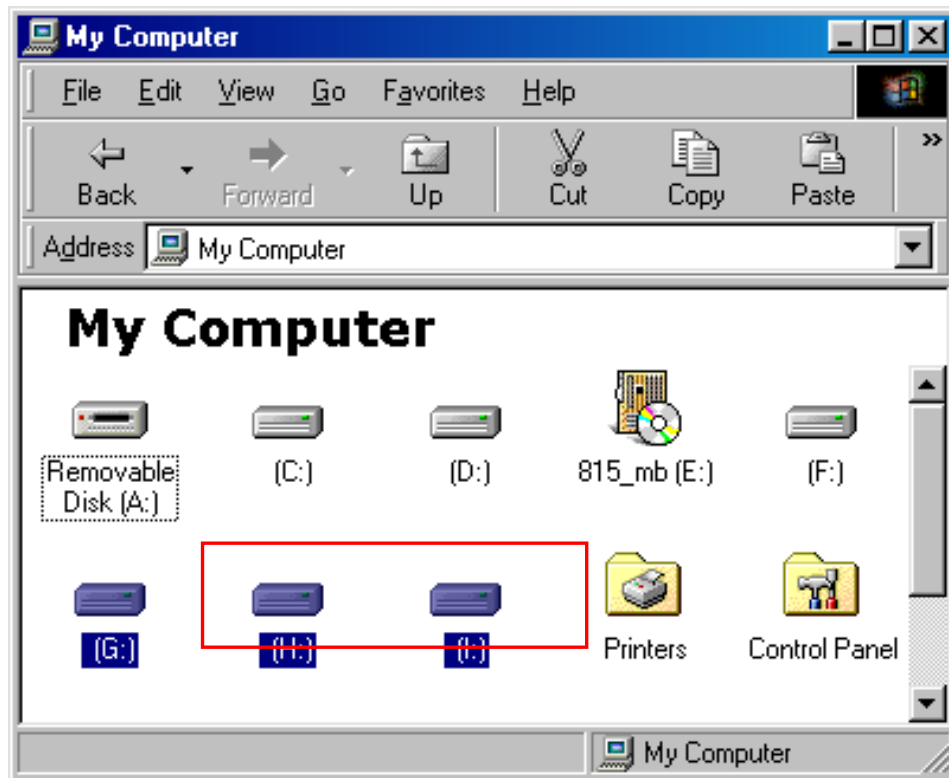 My Computer
File Edit View Go Favorites Help
Back Forward Up Cut Copy Paste »
Address My Computer
My Computer
Removable Disk (A:)
(C:)
(D:)
815_mb (E:)
(F:)
(G:)
(H:)
(I:)
Printers
Control Panel
My Computer